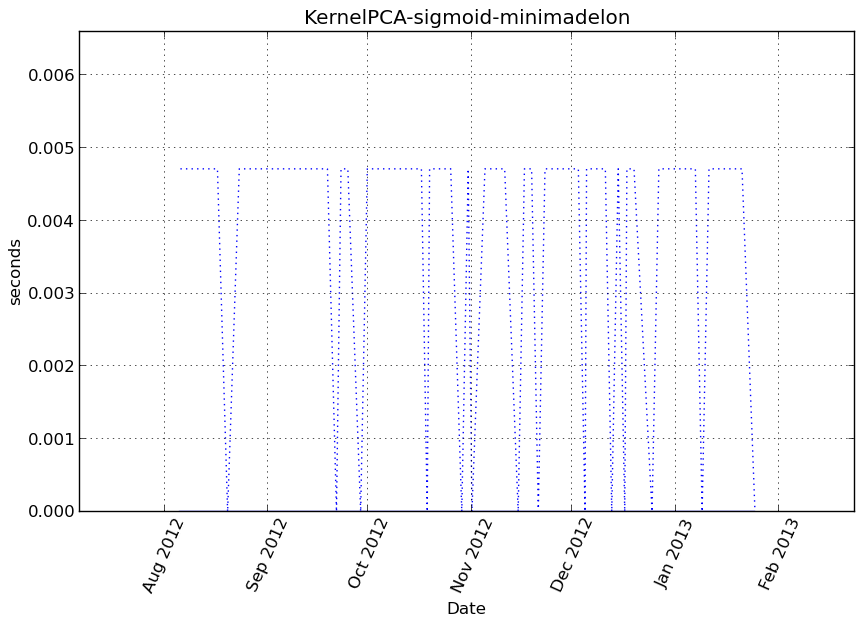 KernelPCA-sigmoid-minimadelon
0.006
0.005
0.004
0.003
0.002
0.001
0.000
seconds
Aug 2012
Sep 2012
Oct 2012
Nov 2012
Dec 2012
Jan 2013
Feb 2013
Date